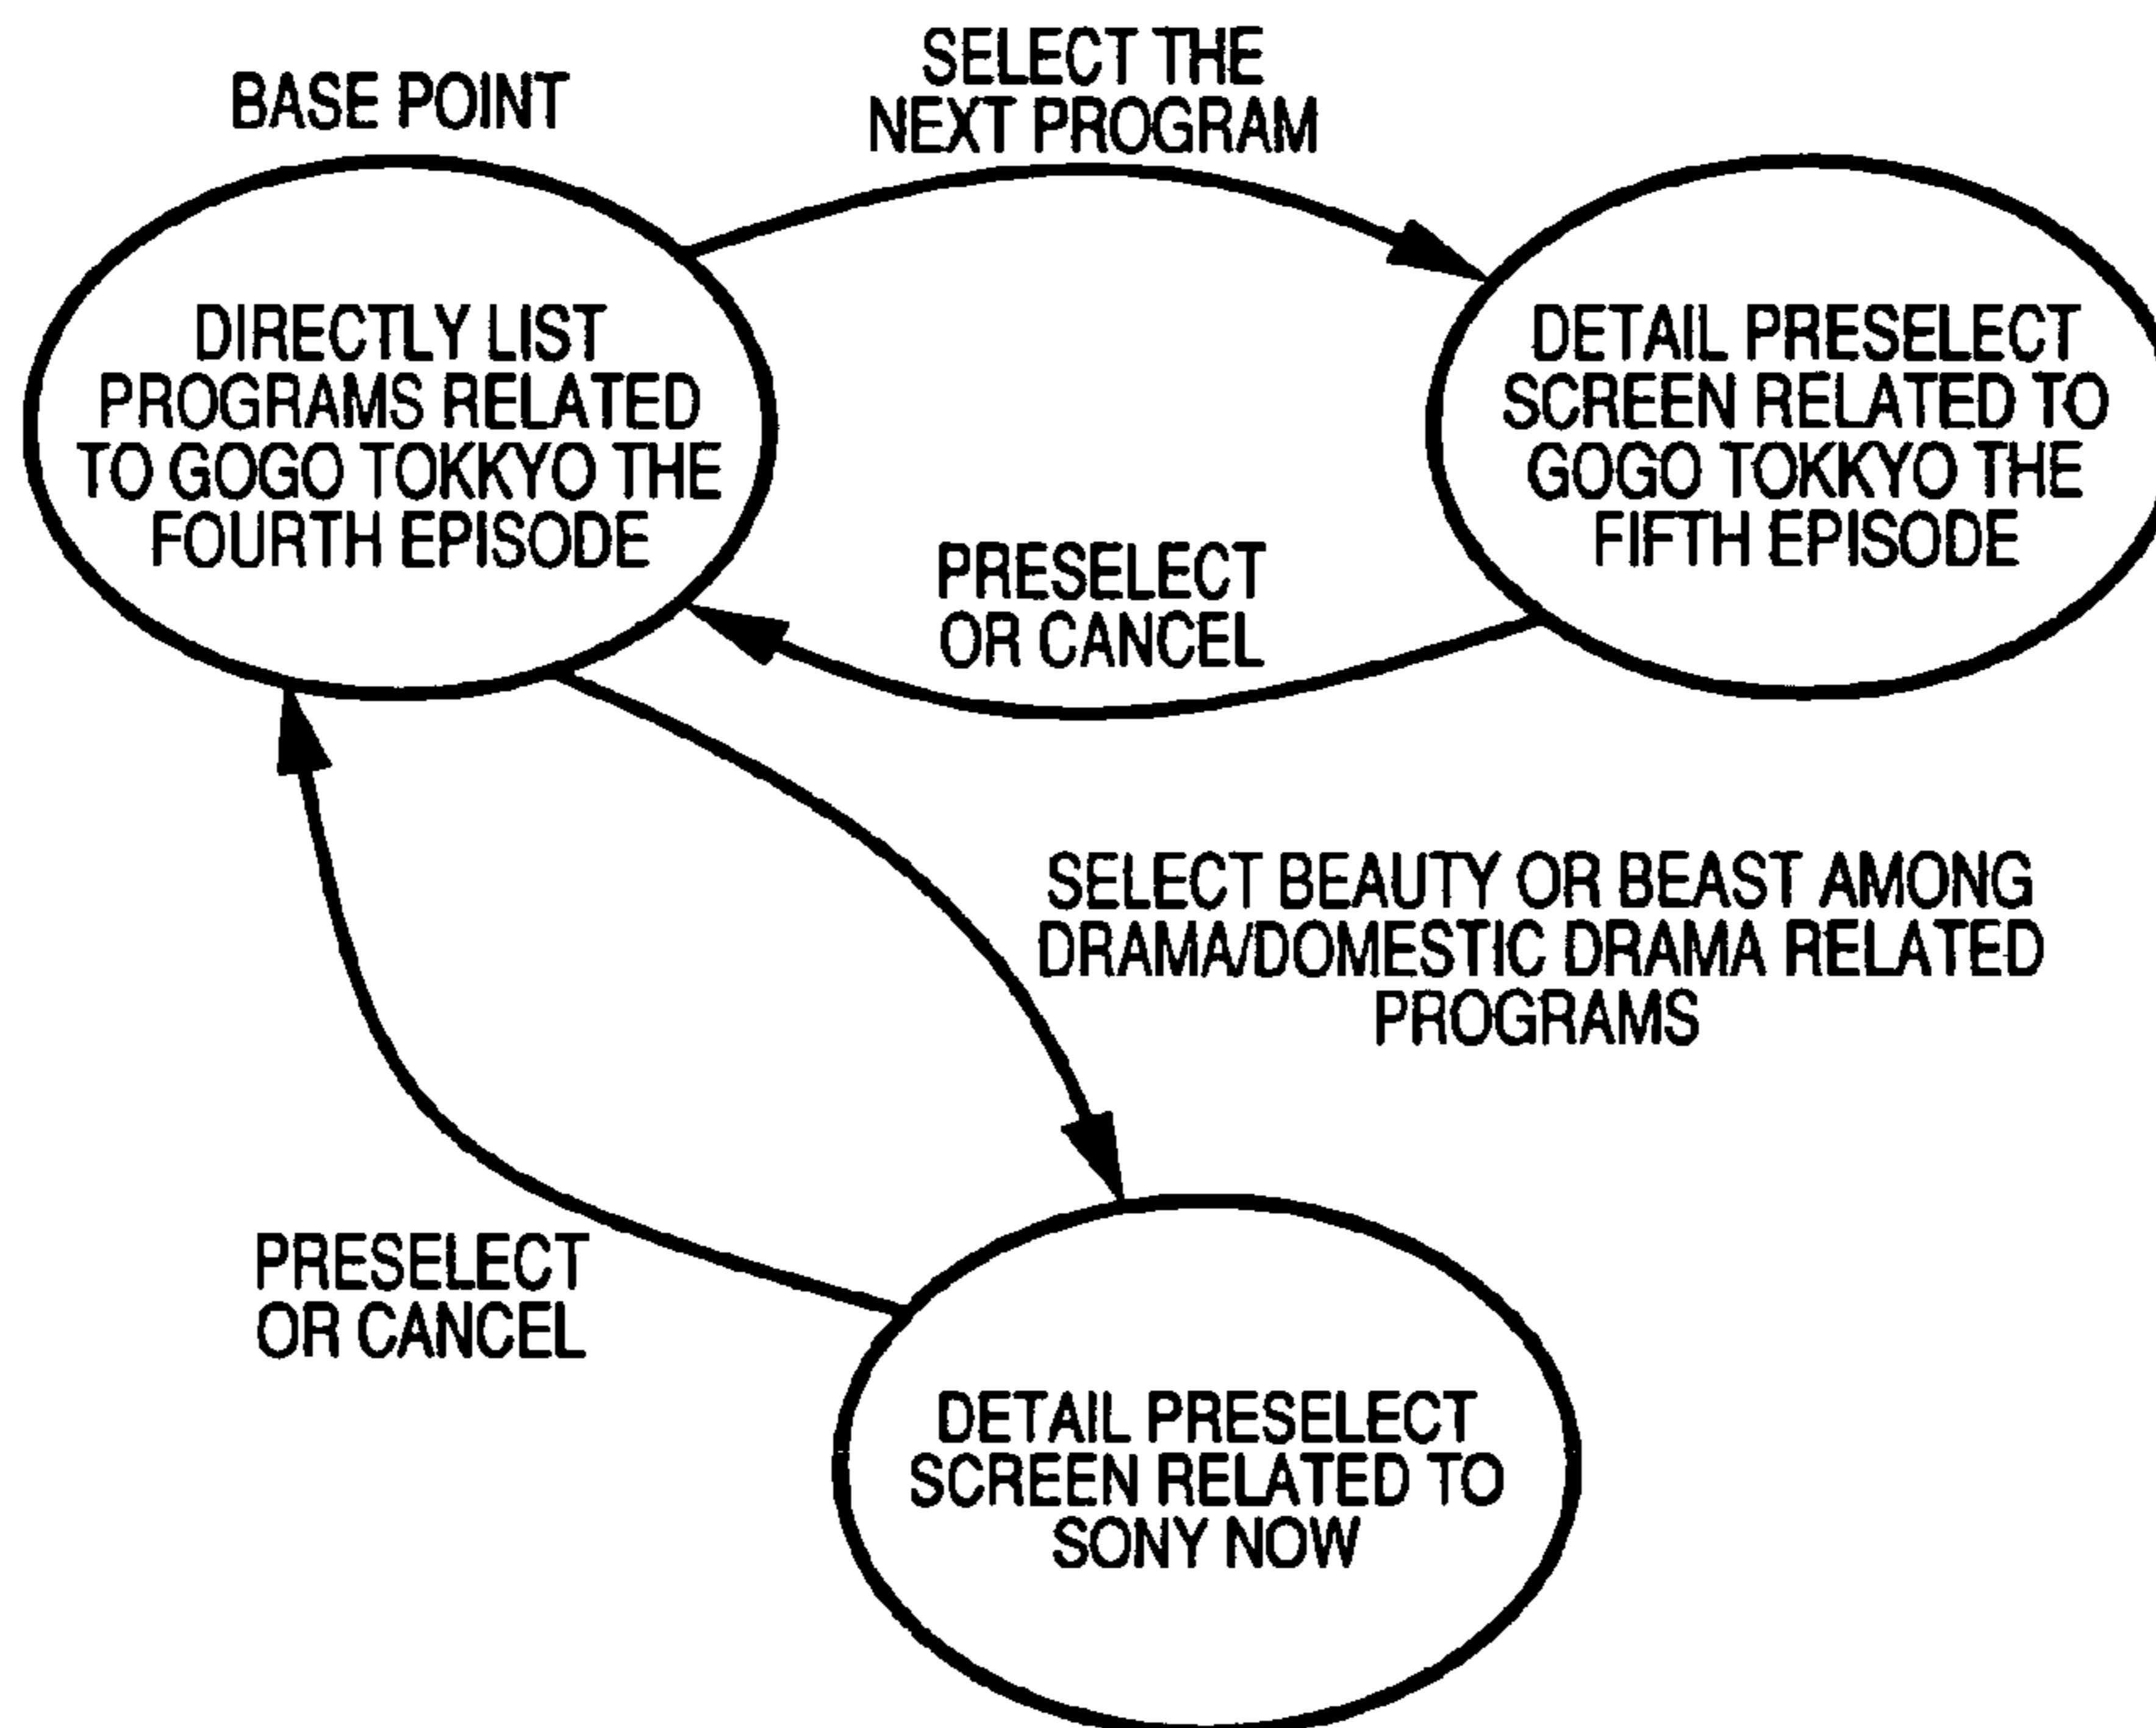 BASE POINT
SELECT THE
NEXT PROGRAM
DIRECTLY LIST
PROGRAMS RELATED
TO GOGO TOKKYO THE
FOURTH EPISODE
DETAIL PRESELECT
SCREEN RELATED TO
GOGO TOKKYO THE
FIFTH EPISODE
PRESELECT
OR CANCEL
SELECT BEAUTY OR BEAST AMONG
DRAMA/DOMESTIC DRAMA RELATED
PROGRAMS
PRESELECT
OR CANCEL
DETAIL PRESELECT
SCREEN RELATED TO
SONY NOW